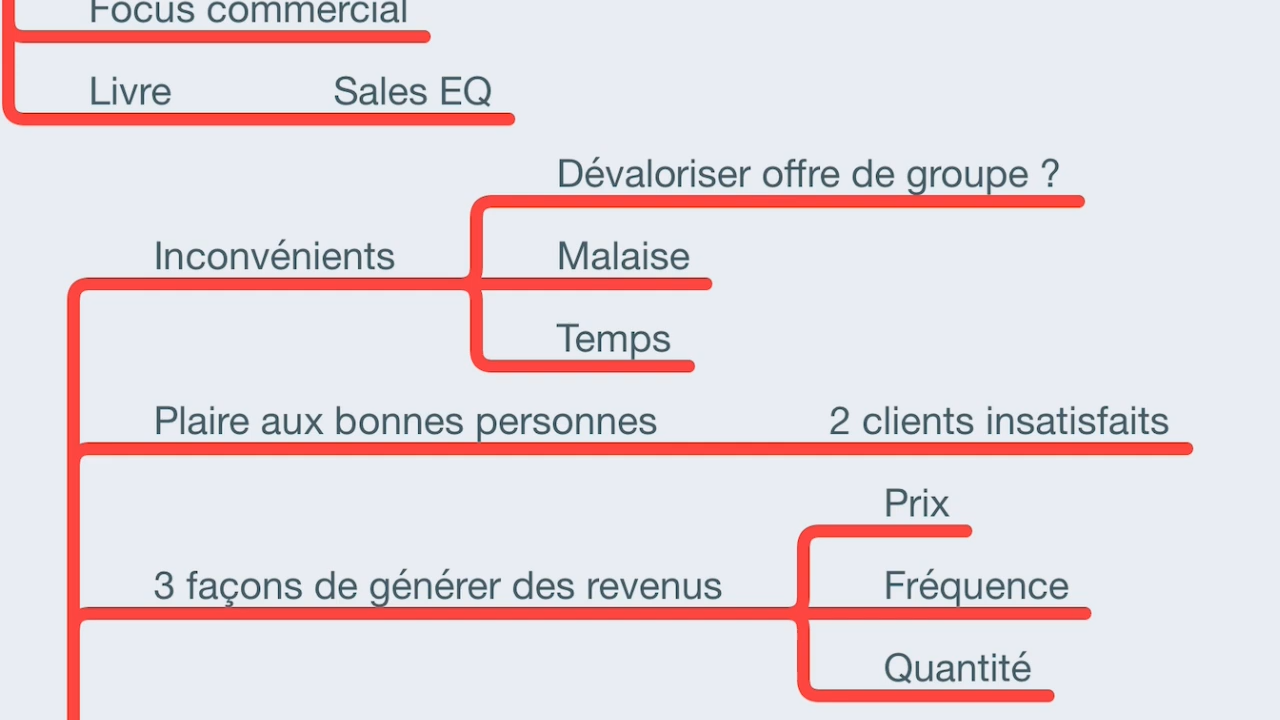 Focus commercial
Livre Sales EQ
Dévaloriser offre de groupe ?
Inconvénients
Malaise
Temps
Plaire aux bonnes personnes 2 clients insatisfaits
Prix
3 façons de générer des revenus
Fréquence
Quantité